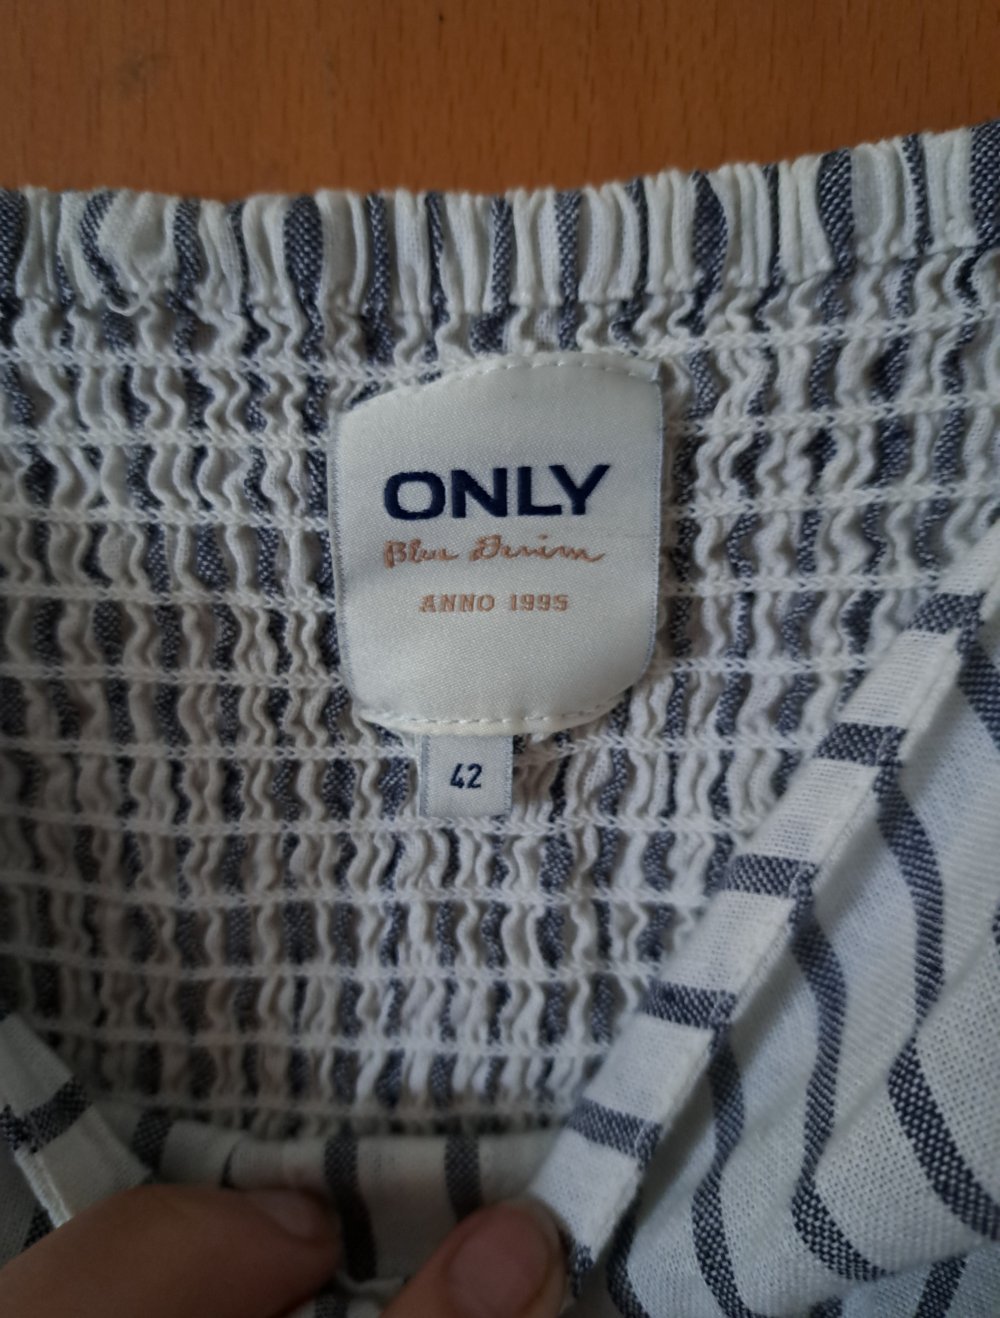 ONLY
Blue Denim
ANNO 1995
42